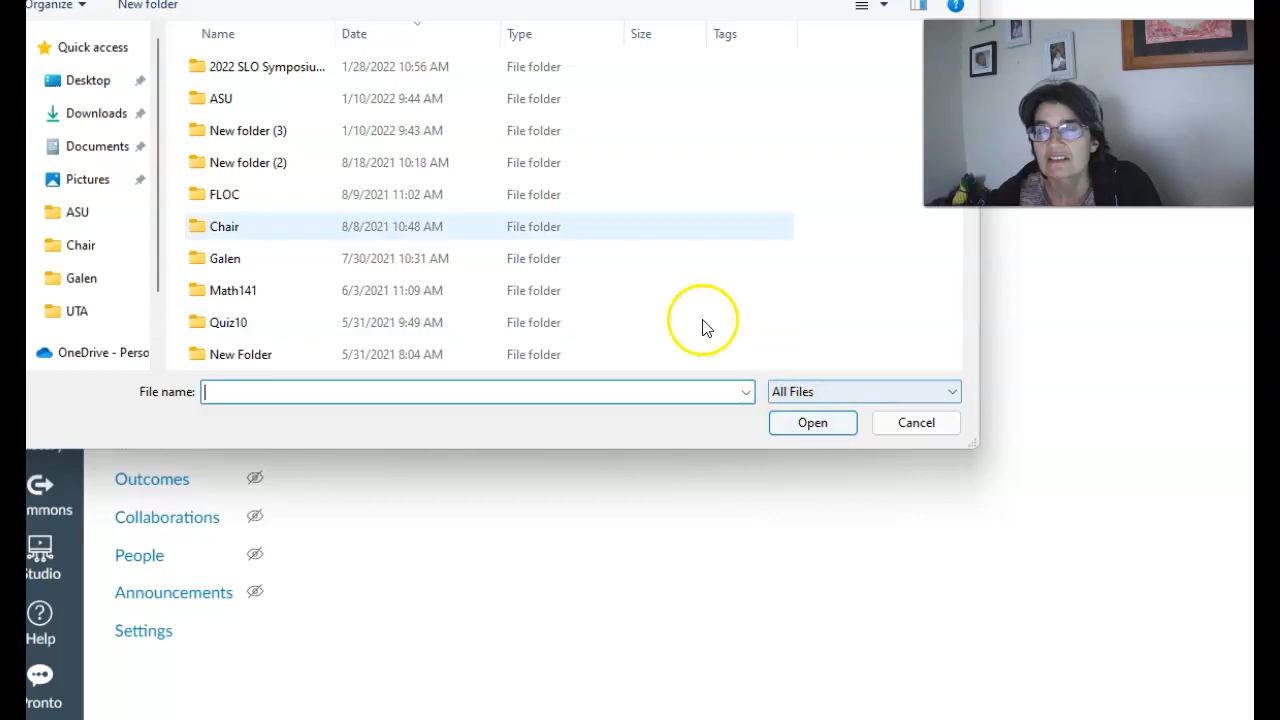 Organize New folder
Name Date Type Size Tags
Quick access
Desktop
Downloads
Documents
Pictures
ASU
Chair
Galen
UTA
OneDrive - Perso
2022 SLO Symposiu... 1/28/2022 10:56 AM File folder
ASU 1/10/2022 9:44 AM File folder
New folder (3) 1/10/2022 9:43 AM File folder
New folder (2) 8/18/2021 10:18 AM File folder
FLOC 8/9/2021 11:02 AM File folder
Chair 8/8/2021 10:48 AM File folder
Galen 7/30/2021 10:31 AM File folder
Math141 6/3/2021 11:09 AM File folder
Quiz10 5/31/2021 9:49 AM File folder
New Folder 5/31/2021 8:04 AM File folder
File name: All Files
Open Cancel
mmons
Studio
Help
Pronto
Outcomes
Collaborations
People
Announcements
Settings